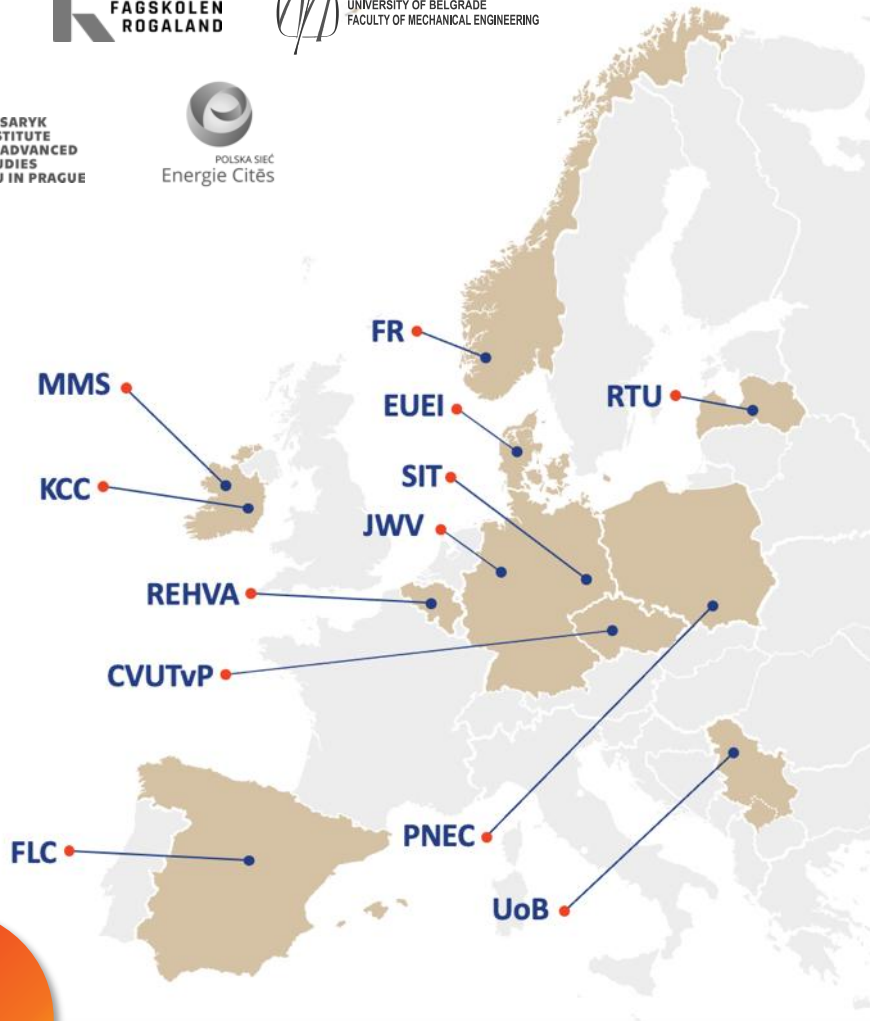 FAGSKOLEN
ROGALAND
UNIVERSITY OF BELGRADE
FACULTY OF MECHANICAL ENGINEERING
SARYK
STITUTE
ADVANCED
UDIES
U IN PRAGUE
POLSKA SIEĆ
Energie Citēs
FR
MMS
EUEI
RTU
SIT
KCC
JWV
REHVA
CVUTvP
PNEC
FLC
UoB